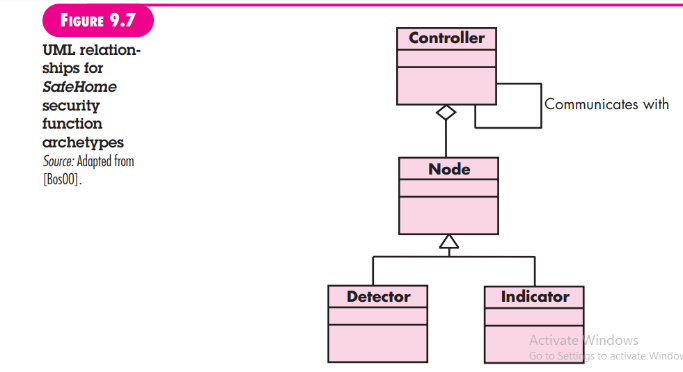 FIGURE 9.7
UML relation-
ships for
SafeHome
security
function
archetypes
Source: Adapted from
[Bos00].
Controller
Communicates with
Node
Detector
Indicator
Activate Windows
Go to Settings to activate Window